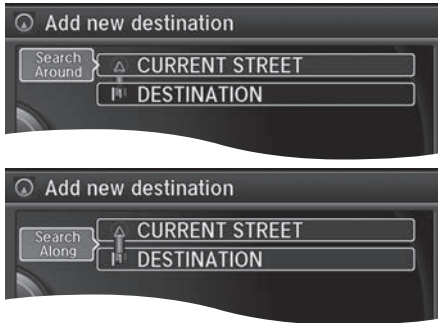 Add new destination
Search
Around
CURRENT STREET
DESTINATION
Add new destination
Search
Along
CURRENT STREET
DESTINATION